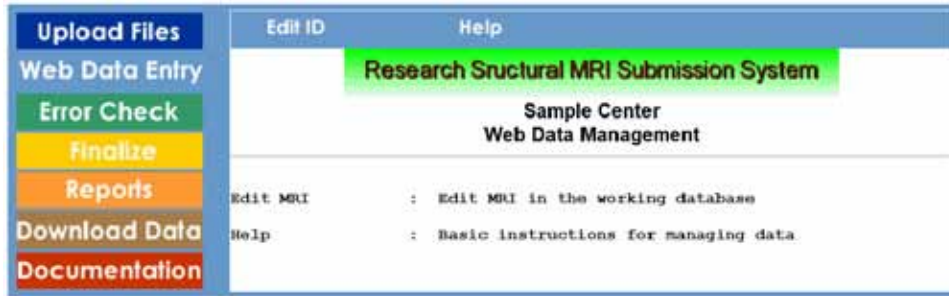 Upload Files
Web Data Entry
Error Check
Finalize
Reports
Download Data
Documentation
Edit ID Help
Research Sructural MRI Submission System
Sample Center
Web Data Management
Edit MRI : Edit MRI in the working database
Help : Basic instructions for managing data